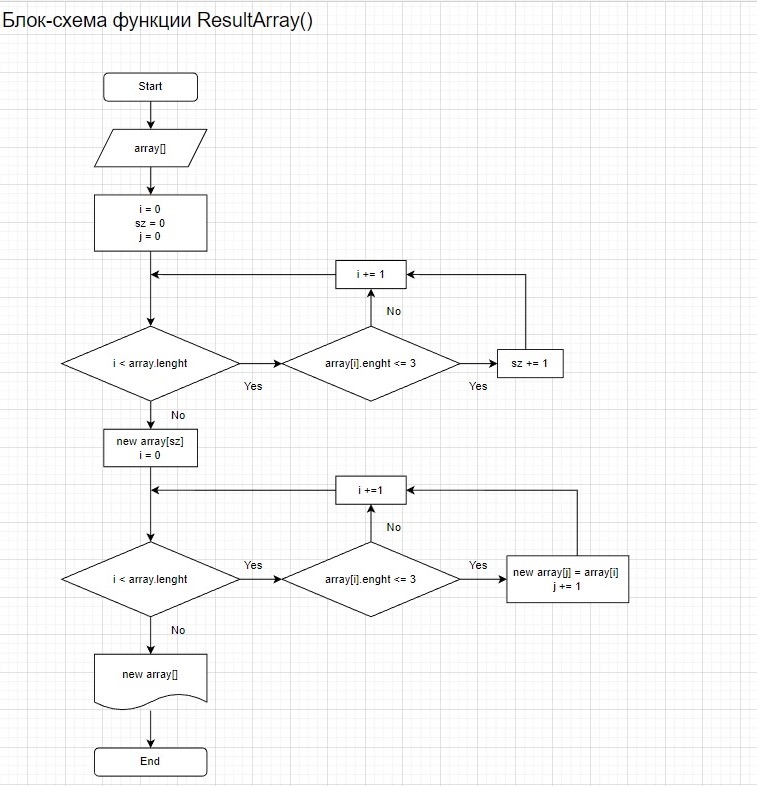 Блок-схема функции ResultArray()
Start
array[]
i = 0
sz = 0
j = 0
i += 1
No
i < array.lenght
Yes
array[i].enght <= 3
Yes
sz += 1
No
new array[sz]
i = 0
i +=1
No
i < array.lenght
Yes
array[i].enght <= 3
Yes
new array[j] = array[i]
j += 1
No
new array[]
End